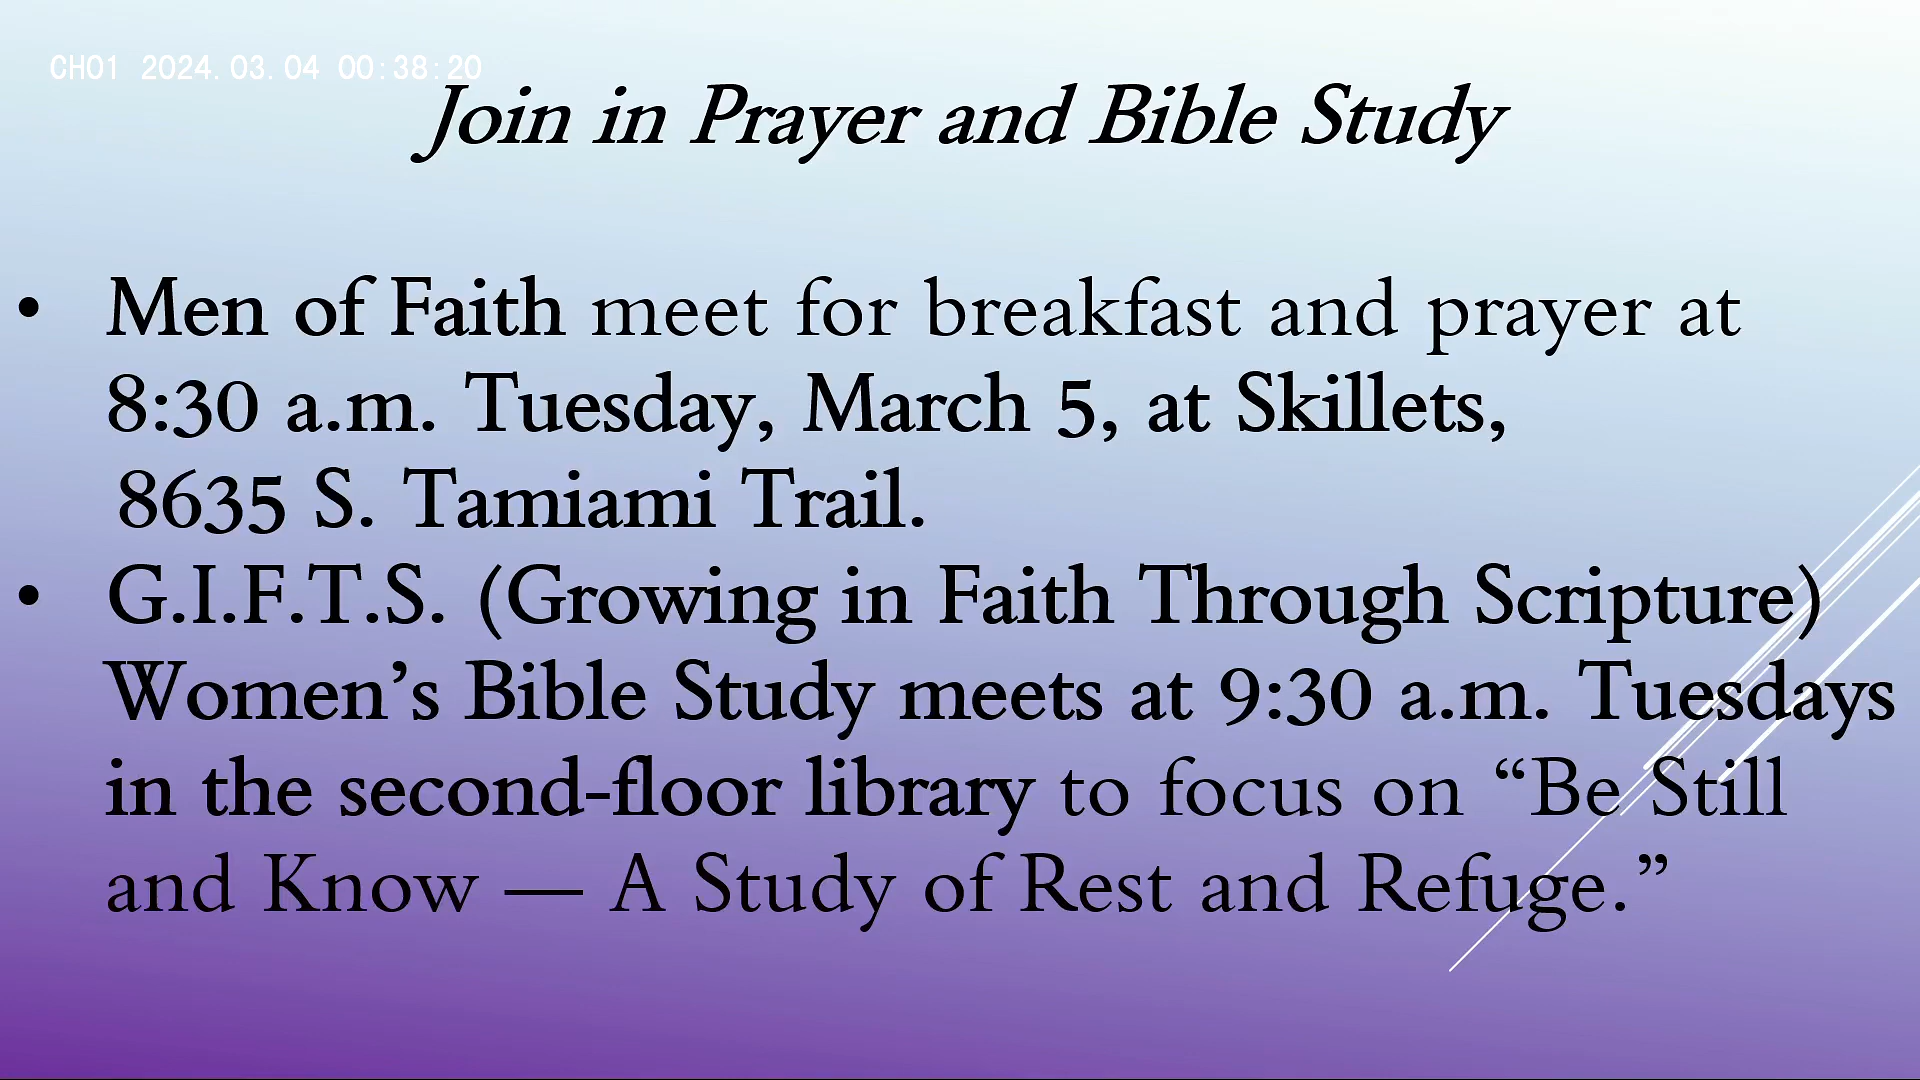 CH01 2024.03.04 00:38:20
Join in Prayer and Bible Study
• Men of Faith meet for breakfast and prayer at
8:30 a.m. Tuesday, March 5, at Skillets,
8635 S. Tamiami Trail.
• G.I.F.T.S. (Growing in Faith Through Scripture)
Women’s Bible Study meets at 9:30 a.m. Tuesdays
in the second-floor library to focus on “Be Still
and Know — A Study of Rest and Refuge.”